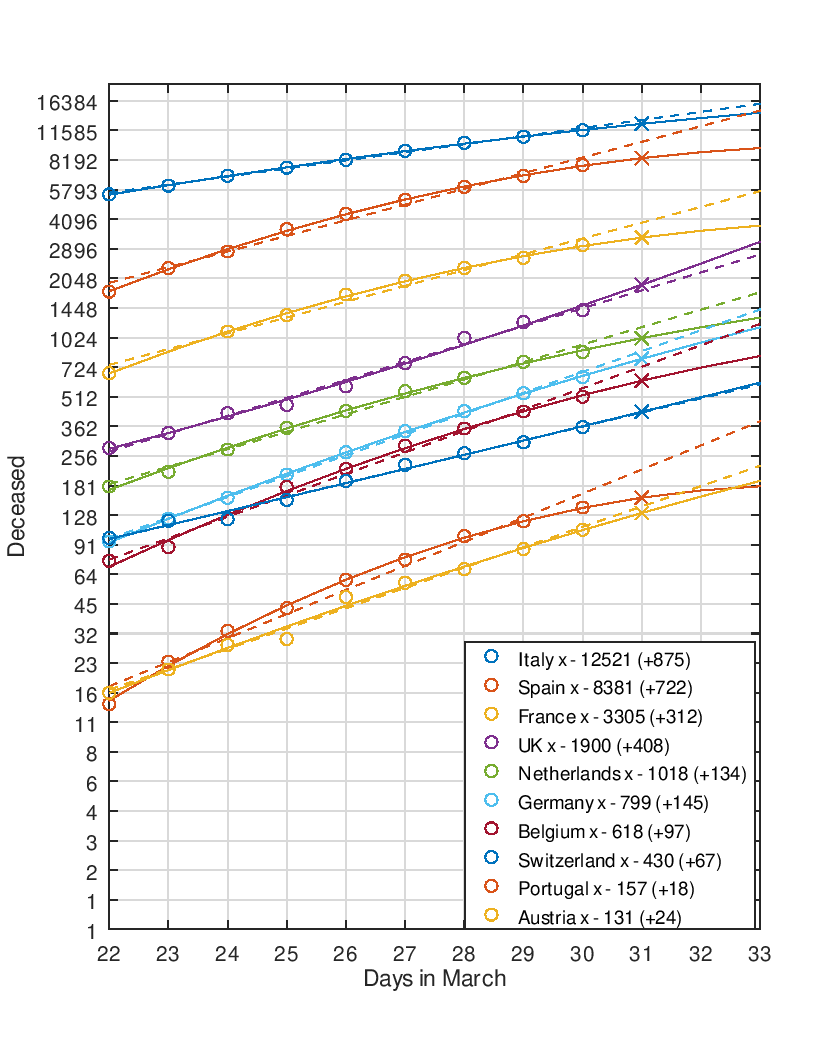 16384
11585
8192
5793
4096
2896
2048
1448
1024
724
512
362
256
181
128
91
64
45
32
23
16
11
8
6
4
3
2
1
1
Deceased
Italy x - 12521 (+875)
Spain x - 8381 (+722)
France x - 3305 (+312)
UK x - 1900 (+408)
Netherlands x - 1018 (+134)
Germany x - 799 (+145)
Belgium x - 618 (+97)
Switzerland x - 430 (+67)
Portugal x - 157 (+18)
Austria x - 131 (+24)
22 23 24 25 26 27 28 29 30 31 32 33
Days in March